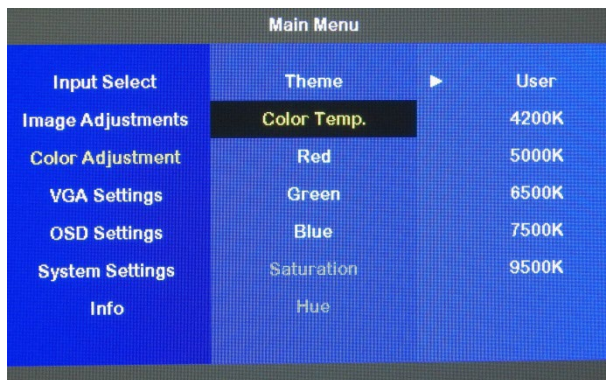 Main Menu
Input Select
Image Adjustments
Color Adjustment
VGA Settings
OSD Settings
System Settings
Info
Theme
Color Temp.
Red
Green
Blue
Saturation
Hue
User
4200K
5000K
6500K
7500K
9500K